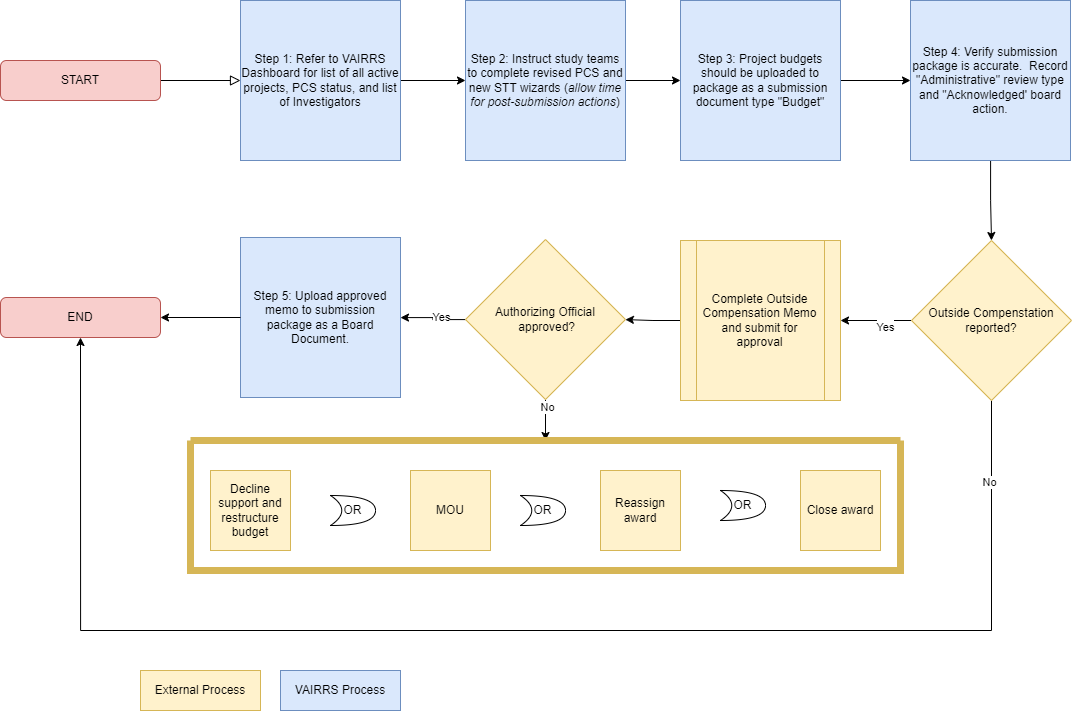 START
Step 1: Refer to VAIRRS
Dashboard for list of all active
projects, PCS status, and list
of Investigators
Step 2: Instruct study teams
to complete revised PCS and
new STT wizards (allow time
for post-submission actions)
Step 3: Project budgets
should be uploaded to
package as a submission
document type "Budget"
Step 4: Verify submission
package is accurate. Record
"Administrative" review type
and "Acknowledged' board
action.
END
Step 5: Upload approved
memo to submission
package as a Board
Document.
Yes
Authorizing Official
approved?
Complete Outside
Compensation Memo
and submit for
approval
Yes
Outside Compenstation
reported?
No
No
Decline
support and
restructure
budget
OR
MOU
OR
Reassign
award
OR
Close award
External Process
VAIRRS Process